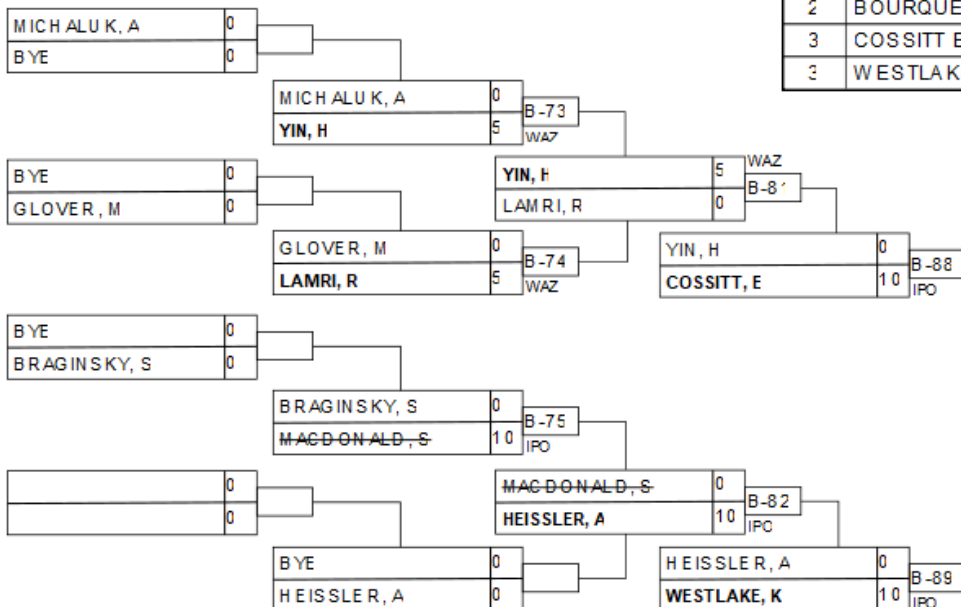 MICHALUK, A 0
BYE 0
2 BOURQUE
3 COSSITT E
3 WESTLAK
MICHALUK, A 0
YIN, H 5
B-73
WAZ
BYE 0
GLOVER, M 0
YIN, H 5
LAMRI, R 0
WAZ
B-81
GLOVER, M 0
LAMRI, R 5
B-74
WAZ
YIN, H 0
COSSITT, E 10
B-88
IPO
BYE 0
BRAGINSKY, S 0
BRAGINSKY, S 0
MACDONALD, S 10
B-75
IPO
0
0
MACDONALD, S 0
HEISSLER, A 10
B-82
IPO
BYE 0
HEISSLER, A 0
HEISSLER, A 0
WESTLAKE, K 10
B-89
IPO